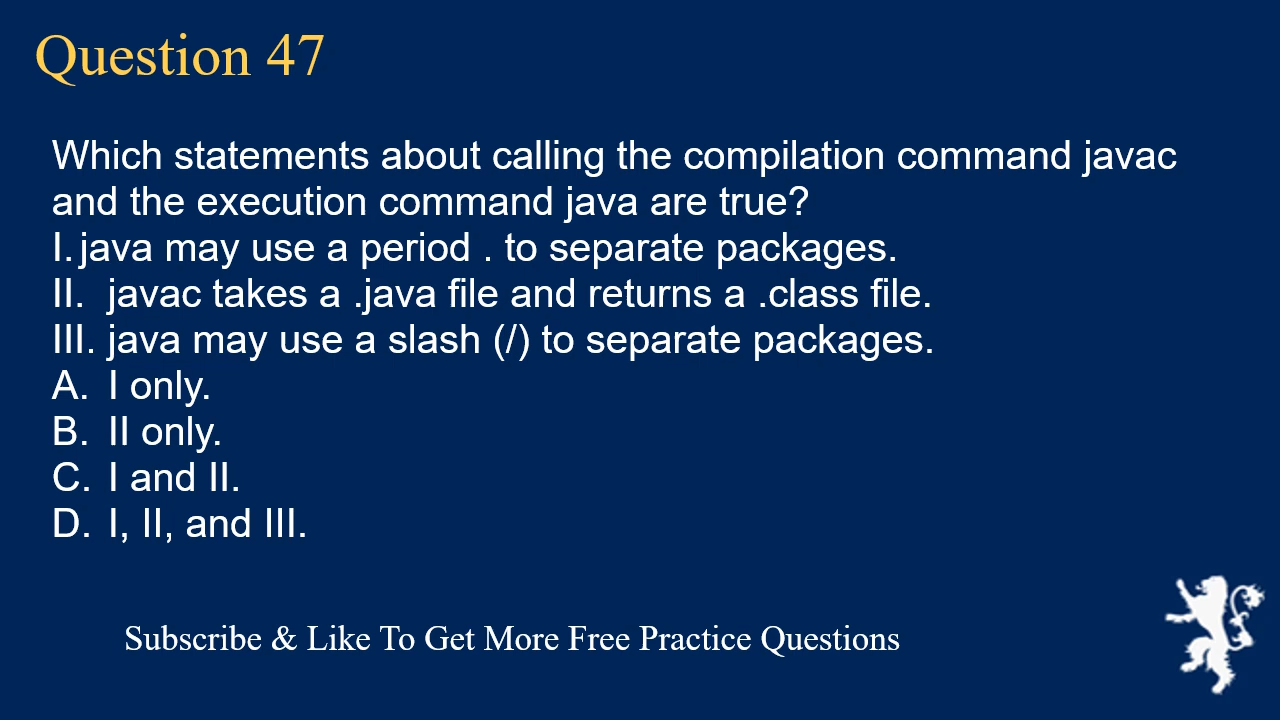 Question 47
Which statements about calling the compilation command javac
and the execution command java are true?
I. java may use a period . to separate packages.
II. javac takes a .java file and returns a .class file.
III. java may use a slash (/) to separate packages.
A. I only.
B. II only.
C. I and II.
D. I, II, and III.
Subscribe & Like To Get More Free Practice Questions